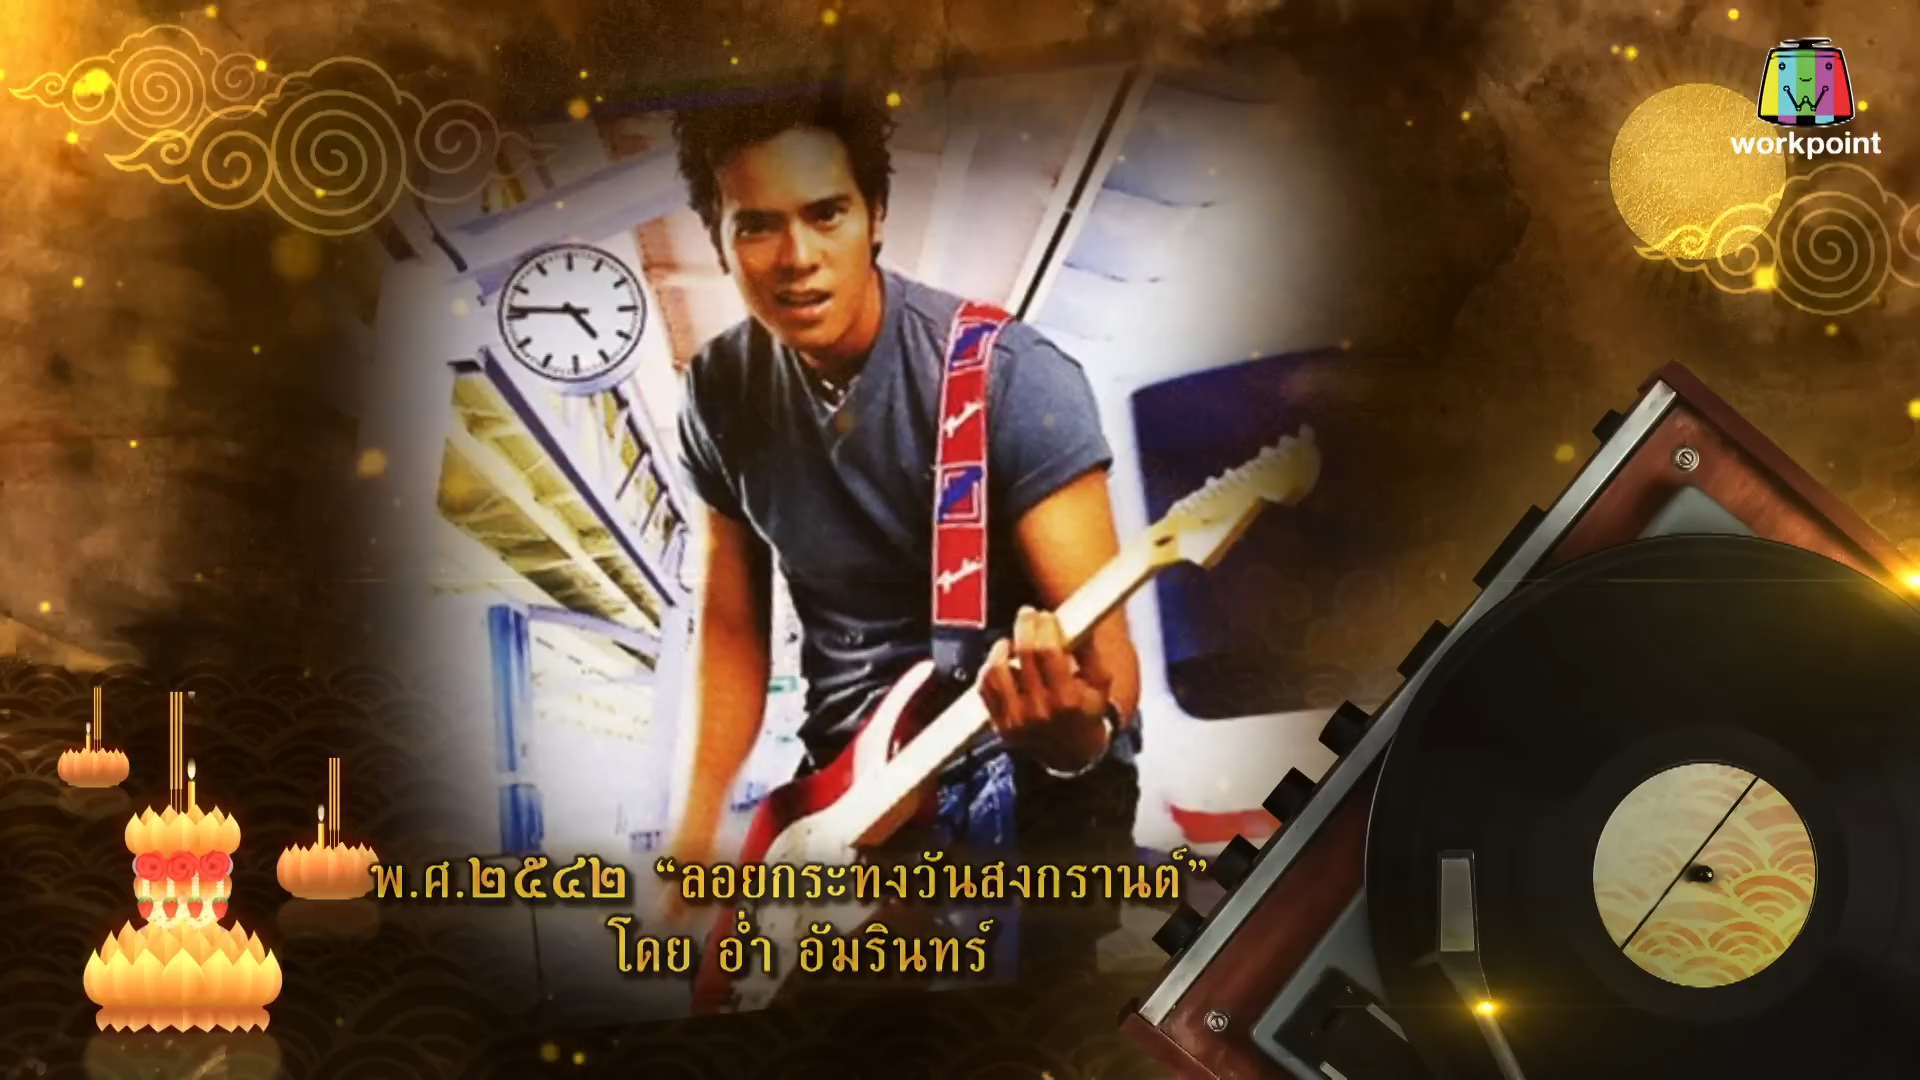 workpoint
พ.ศ.๒๕๔๒ “ลอยกระทงวันสงกรานต์”
โดย อ่ำ อัมรินทร์